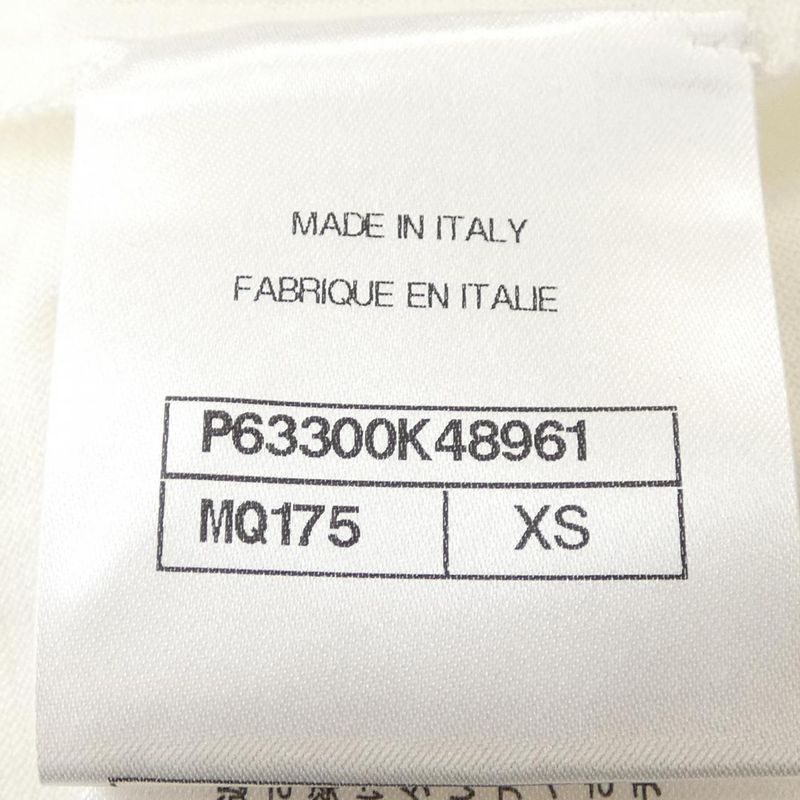 MADE IN ITALY
FABRIQUE EN ITALIE
P63300K48961
MQ175 XS